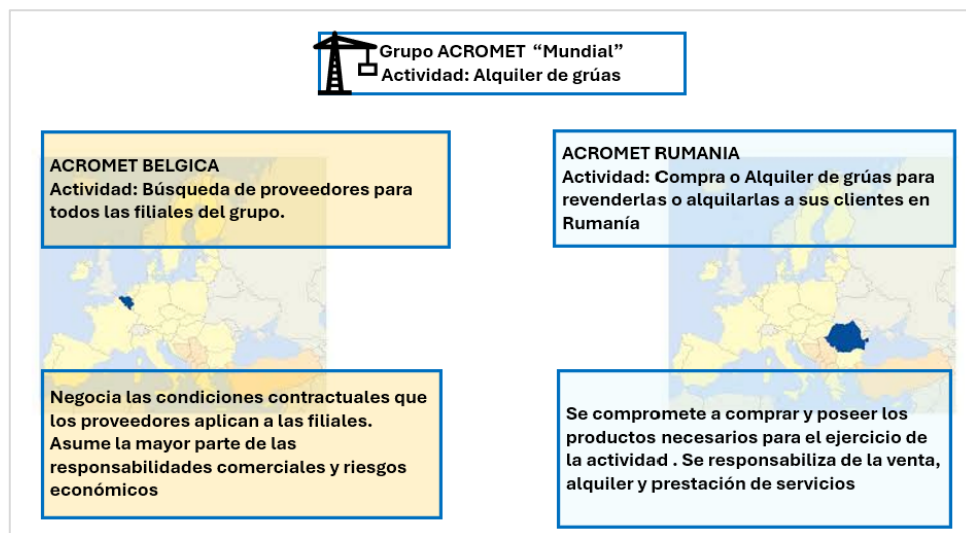 Grupo ACROMET “Mundial”
Actividad: Alquiler de grúas
ACROMET BELGICA
Actividad: Búsqueda de proveedores para
todos las filiales del grupo.
ACROMET RUMANIA
Actividad: Compra o Alquiler de grúas para
revenderlas o alquilarlas a sus clientes en
Rumanía
Negocia las condiciones contractuales que
los proveedores aplican a las filiales.
Asume la mayor parte de las
responsabilidades comerciales y riesgos
económicos
Se compromete a comprar y poseer los
productos necesarios para el ejercicio de
la actividad . Se responsabiliza de la venta,
alquiler y prestación de servicios